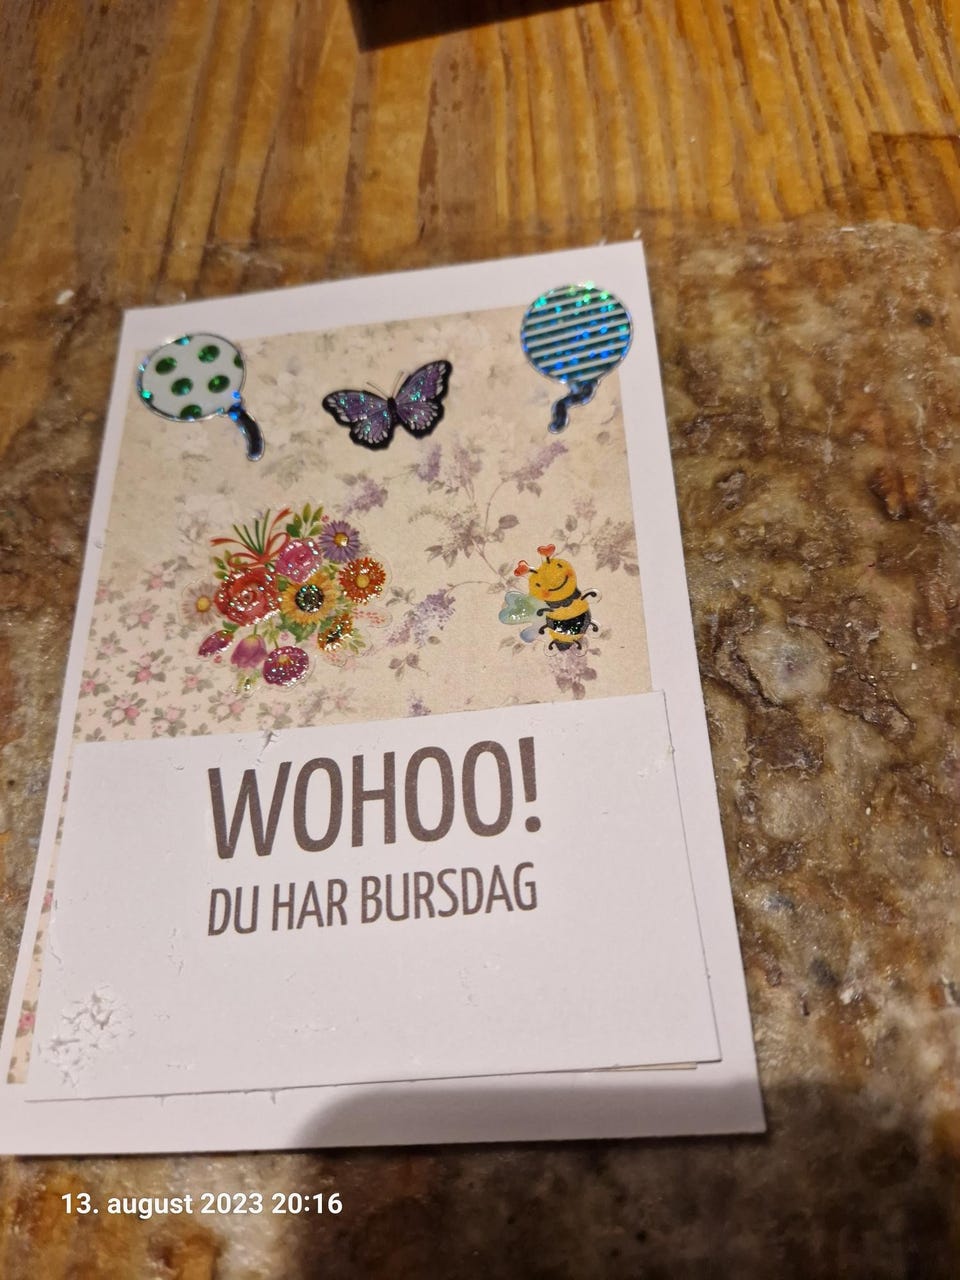 WOHOO!
DU HAR BURSDAG
13. august 2023 20:16